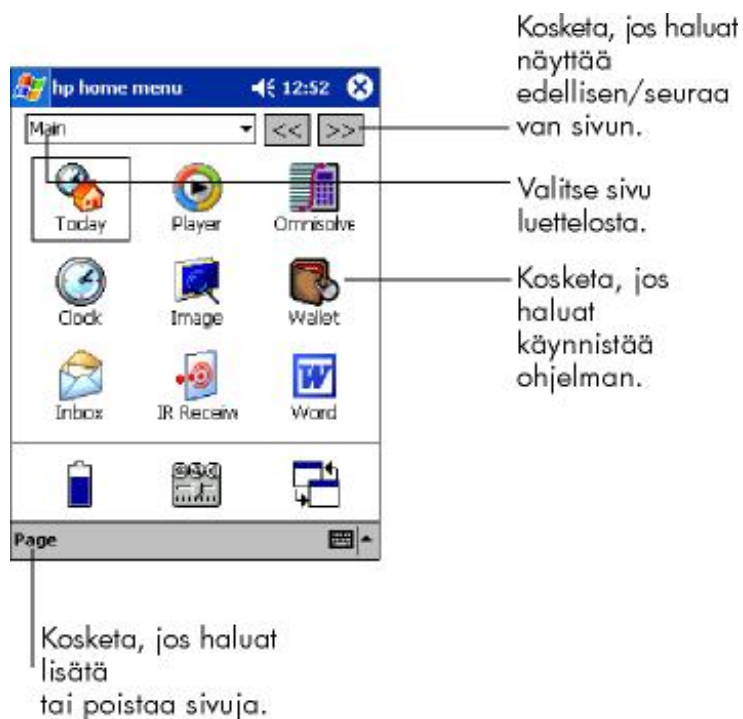 Kosketa, jos haluat
näyttää
edellisen/seuraa
van sivun.
hp home menu 12:52
Main << >>
Valitse sivu
luettelosta.
Today Player Omnisolve
Kosketa, jos
haluat
käynnistää
ohjelman.
Clock Image Wallet
Inbox IR Receiv Word
Page
Kosketa, jos haluat
lisätä
tai poistaa sivuja.